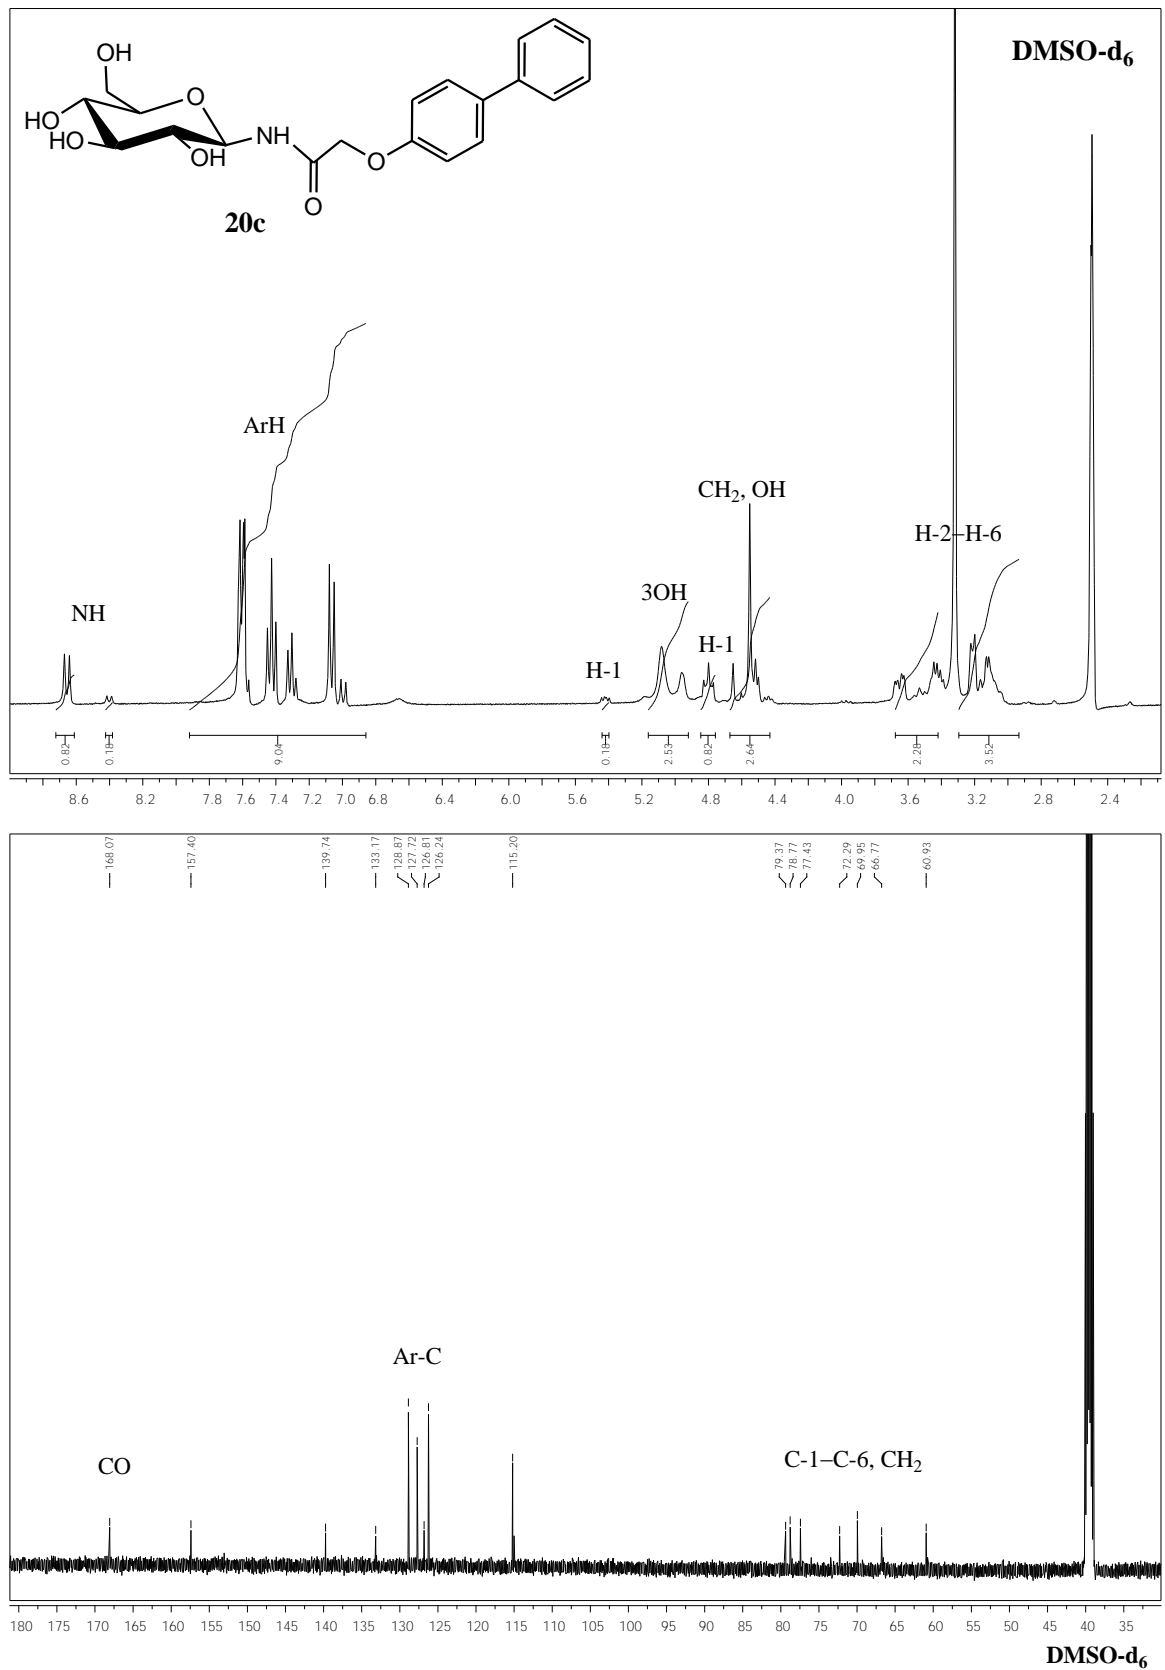 OH
DMSO-d6
O
HO
HO
NH
OH
O
O
20c
ArH
CH2, OH
H-2–H-6
NH
3OH
H-1
H-1
0.82
0.18
9.04
0.18
2.53
0.82
2.64
2.28
3.52
8.6 8.2 7.8 7.6 7.4 7.2 7.0 6.8 6.4 6.0 5.6 5.2 4.8 4.4 4.0 3.6 3.2 2.8 2.4
168.07
157.40
139.74
133.17
128.87
127.72
126.81
126.24
115.20
79.37
78.77
77.43
72.29
69.95
66.77
60.93
Ar-C
CO
C-1–C-6, CH2
180 175 170 165 160 155 150 145 140 135 130 125 120 115 110 105 100 95 90 85 80 75 70 65 60 55 50 45 40 35
DMSO-d6